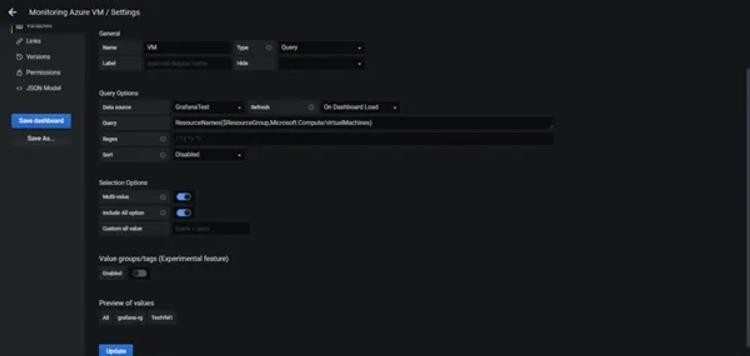 Monitoring Azure VM / Settings
Variables
Links
Versions
Permissions
JSON Model
Save dashboard
Save As...
General
Name VM Type Query
Label optional display name Hide
Query Options
Data source GrafanaTest Refresh On Dashboard Load
Query ResourceNames($ResourceGroup,Microsoft.Compute/virtualMachines)
Regex
Sort Disabled
Selection Options
Multi-value
Include All option
Custom all value
Value groups/tags (Experimental feature)
Enabled
Preview of values
All grafana-rg TestVM1
Update